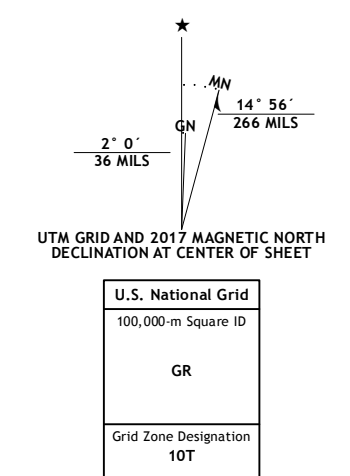 ★
MN
GN
14° 56´
266 MILS
2° 0´
36 MILS
UTM GRID AND 2017 MAGNETIC NORTH
DECLINATION AT CENTER OF SHEET
U.S. National Grid
100,000-m Square ID
GR
Grid Zone Designation
10T